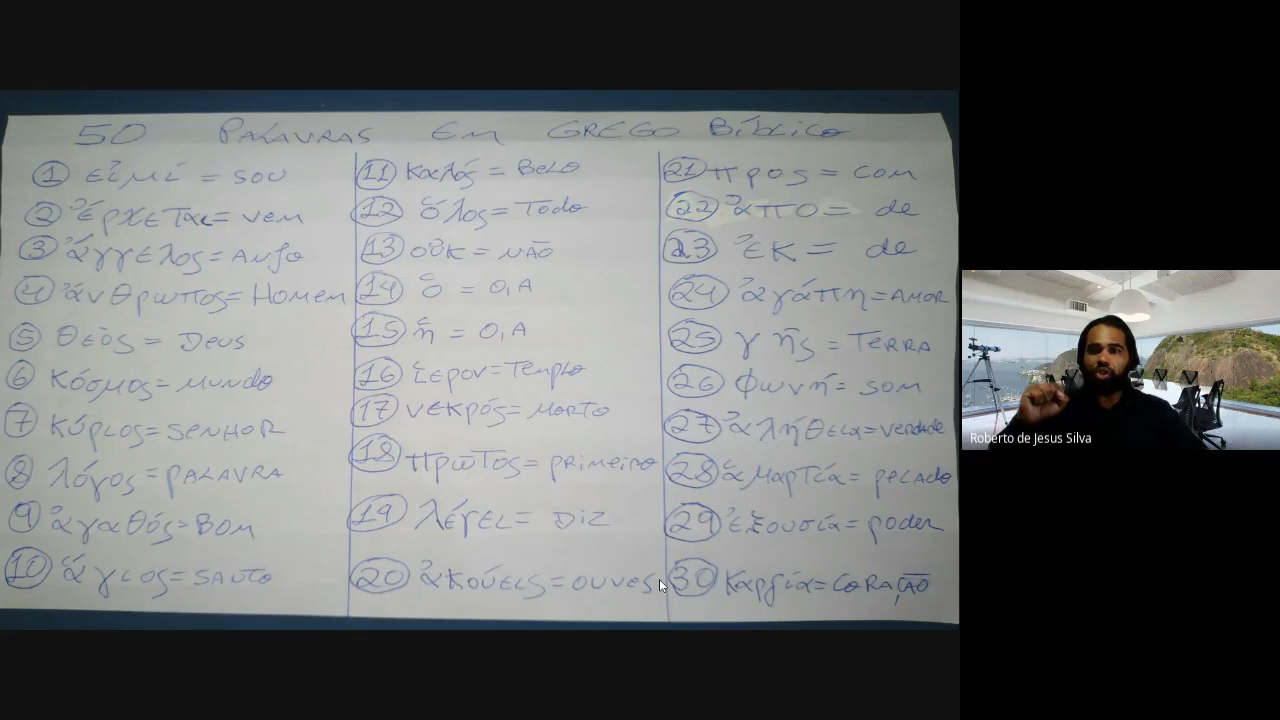 50 PALAVRAS EM GREGO BÍBLICO
1 εἰμί = SOU
2 ἔρχεται = vem
3 ἄγγελος = ANJO
4 ἄνθρωπος = HOMEM
5 θεὸς = DEUS
6 κόσμος = MUNDO
7 κύριος = SENHOR
8 λόγος = PALAVRA
9 ἀγαθός = BOM
10 ἅγιος = SANTO
11 καλός = BELO
12 ὅλος = TODO
13 οὐκ = NÃO
14 ὁ = O, A
15 ἡ = O, A
16 ἱερον = TEMPLO
17 νεκρός = MORTO
18 πρῶτος = primeiro
19 λέγει = DIZ
20 ἀκούεις = OUVES
21 προς = com
22 ἀπο = de
23 ἐκ = de
24 ἀγάπη = AMOR
25 γῆς = TERRA
26 φωνή = SOM
27 ἀλήθεια = verdade
28 ἁμαρτία = pecado
29 ἐξουσία = poder
30 καρδία = CORAÇÃO
Roberto de Jesus Silva